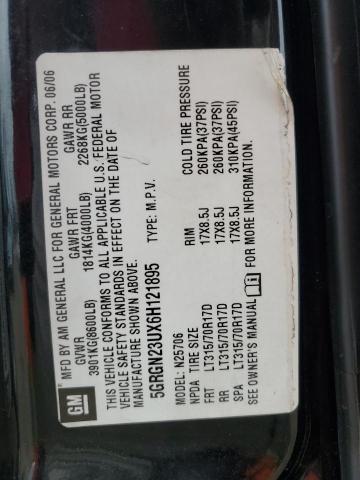 GM
MFD BY AM GENERAL LLC FOR GENERAL MOTORS CORP. 06/06
GVWR GAWR FRT GAWR RR
3901KG(8600LB) 1814KG(4000LB) 2268KG(5000LB)
THIS VEHICLE CONFORMS TO ALL APPLICABLE U.S. FEDERAL MOTOR
VEHICLE SAFETY STANDARDS IN EFFECT ON THE DATE OF
5GRGN23UX6H121895 TYPE: M.P.V.
MODEL: N25706
NPDA TIRE SIZE RIM COLD TIRE PRESSURE
FRT LT315/70R17D 17X8.5J 260KPA(37PSI)
RR LT315/70R17D 17X8.5J 260KPA(37PSI)
SPA LT315/70R17D 17X8.5J 310KPA(45PSI)
SEE OWNER'S MANUAL FOR MORE INFORMATION.